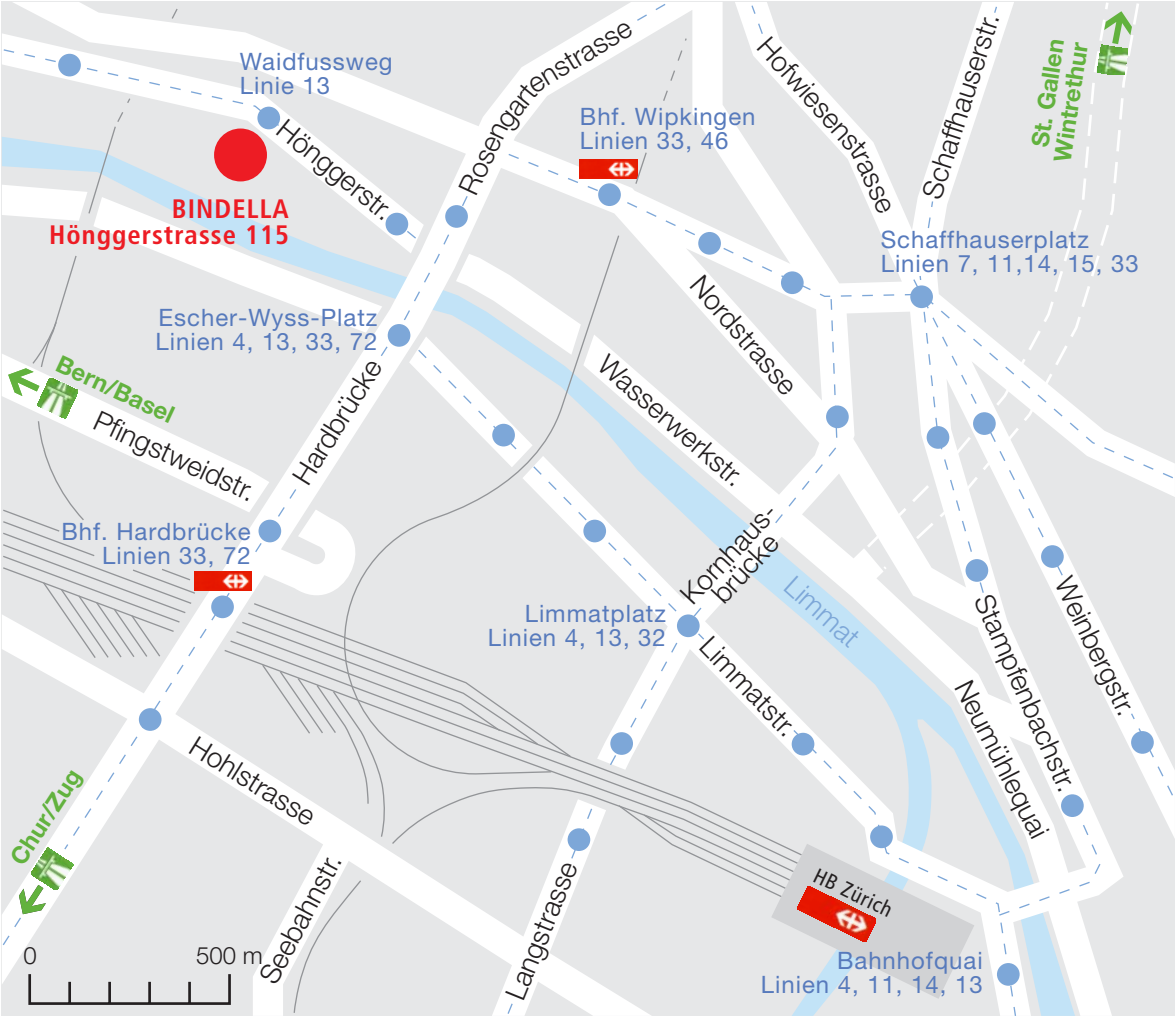 Waidfussweg
Linie 13
Rosengartenstrasse
Hofwiesenstrasse
Schaffhauserstr.
St. Gallen
Wintrethur
Bhf. Wipkingen
Linien 33, 46
Hönggerstr.
BINDELLA
Hönggerstrasse 115
Schaffhauserplatz
Linien 7, 11,14, 15, 33
Escher-Wyss-Platz
Linien 4, 13, 33, 72
Nordstrasse
Bern/Basel
Pfingstweidstr.
Hardbrücke
Wasserwerkstr.
Bhf. Hardbrücke
Linien 33, 72
Kornhaus-
brücke
Limmat
Limmatplatz
Linien 4, 13, 32
Limmatstr.
Stampfenbachstr.
Weinbergstr.
Neumühlequai
Hohlstrasse
Chur/Zug
Seebahnstr.
Langstrasse
HB Zürich
0 500 m
Bahnhofquai
Linien 4, 11, 14, 13